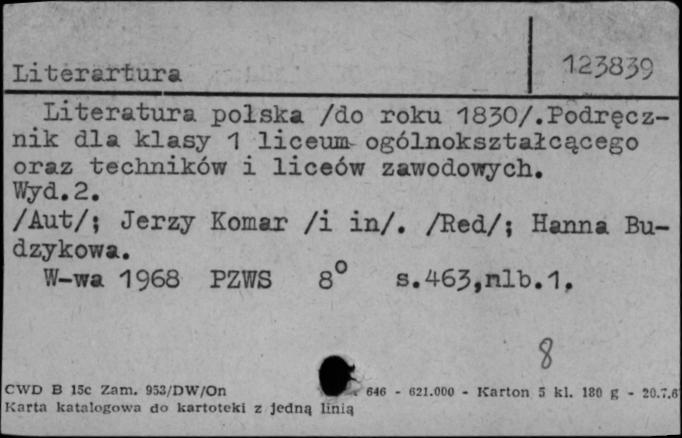 Literartura
123839
Literatura polska /do roku 1830/.Podręcz-
nik dla klasy 1 liceum ogólnokształcącego
oraz techników i liceów zawodowych.
Wyd.2.
/Aut/; Jerzy Komar /i in/. /Red/; Hanna Bu-
dzykowa.
W-wa 1968 PZWS 8° s.463,nlb.1.
8
CWD B 15c Zam. 953/DW/On 646 - 621.000 - Karton 5 kl. 180 g - 20.7.6
Karta katalogowa do kartoteki z jedną linią